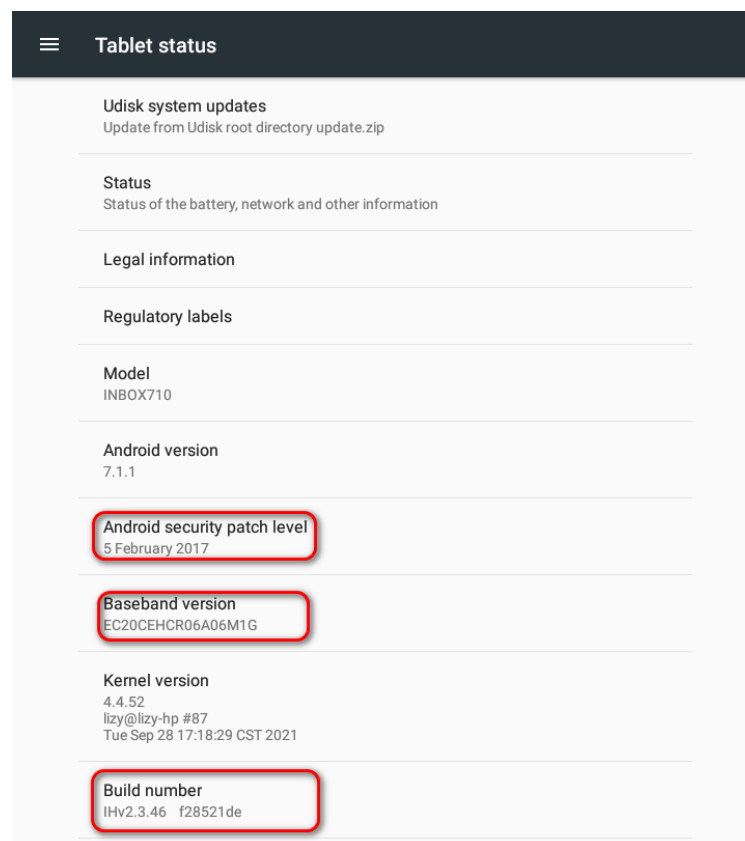 Tablet status
Udisk system updates
Update from Udisk root directory update.zip
Status
Status of the battery, network and other information
Legal information
Regulatory labels
Model
INBOX710
Android version
7.1.1
Android security patch level
5 February 2017
Baseband version
EC20CEHCR06A06M1G
Kernel version
4.4.52
lizy@lizy-hp #87
Tue Sep 28 17:18:29 CST 2021
Build number
IHv2.3.46 f28521de